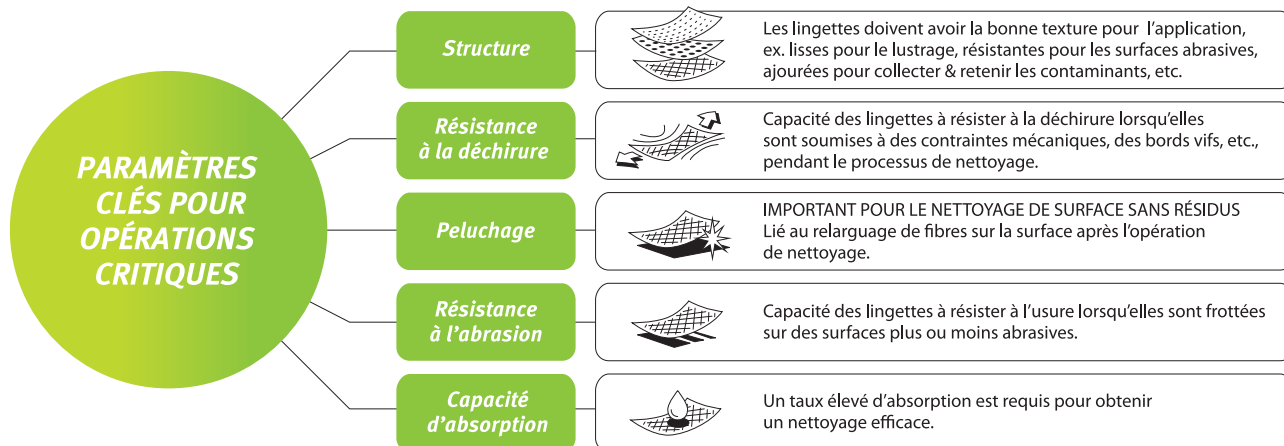 PARAMÈTRES
CLÉS POUR
OPÉRATIONS
CRITIQUES
Structure
Les lingettes doivent avoir la bonne texture pour l'application,
ex. lisses pour le lustrage, résistantes pour les surfaces abrasives,
ajourées pour collecter & retenir les contaminants, etc.
Résistance
à la déchirure
Capacité des lingettes à résister à la déchirure lorsqu'elles
sont soumises à des contraintes mécaniques, des bords vifs, etc.,
pendant le processus de nettoyage.
Peluchage
IMPORTANT POUR LE NETTOYAGE DE SURFACE SANS RÉSIDUS
Lié au relarguage de fibres sur la surface après l'opération
de nettoyage.
Résistance
à l'abrasion
Capacité des lingettes à résister à l'usure lorsqu'elles sont frottées
sur des surfaces plus ou moins abrasives.
Capacité
d'absorption
Un taux élevé d'absorption est requis pour obtenir
un nettoyage efficace.